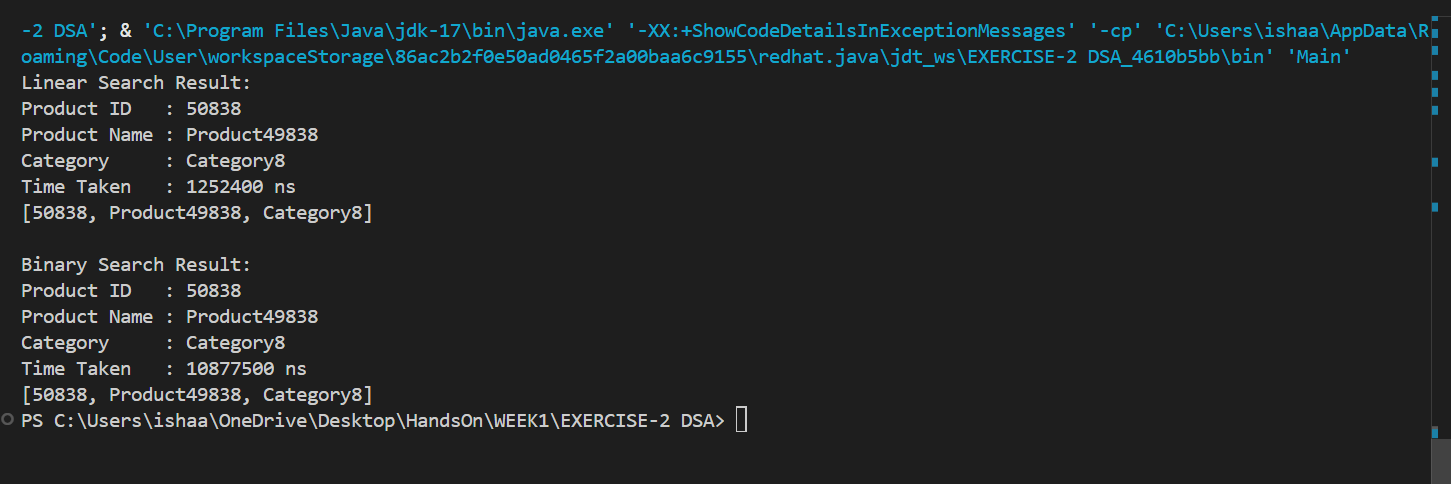 -2 DSA'; & 'C:\Program Files\Java\jdk-17\bin\java.exe' '-XX:+ShowCodeDetailsInExceptionMessages' '-cp' 'C:\Users\ishaa\AppData\R
oaming\Code\User\workspaceStorage\86ac2b2f0e50ad0465f2a00baa6c9155\redhat.java\jdt_ws\EXERCISE-2 DSA_4610b5bb\bin' 'Main'
Linear Search Result:
Product ID   : 50838
Product Name : Product49838
Category     : Category8
Time Taken   : 1252400 ns
[50838, Product49838, Category8]

Binary Search Result:
Product ID   : 50838
Product Name : Product49838
Category     : Category8
Time Taken   : 10877500 ns
[50838, Product49838, Category8]
PS C:\Users\ishaa\OneDrive\Desktop\HandsOn\WEEK1\EXERCISE-2 DSA>